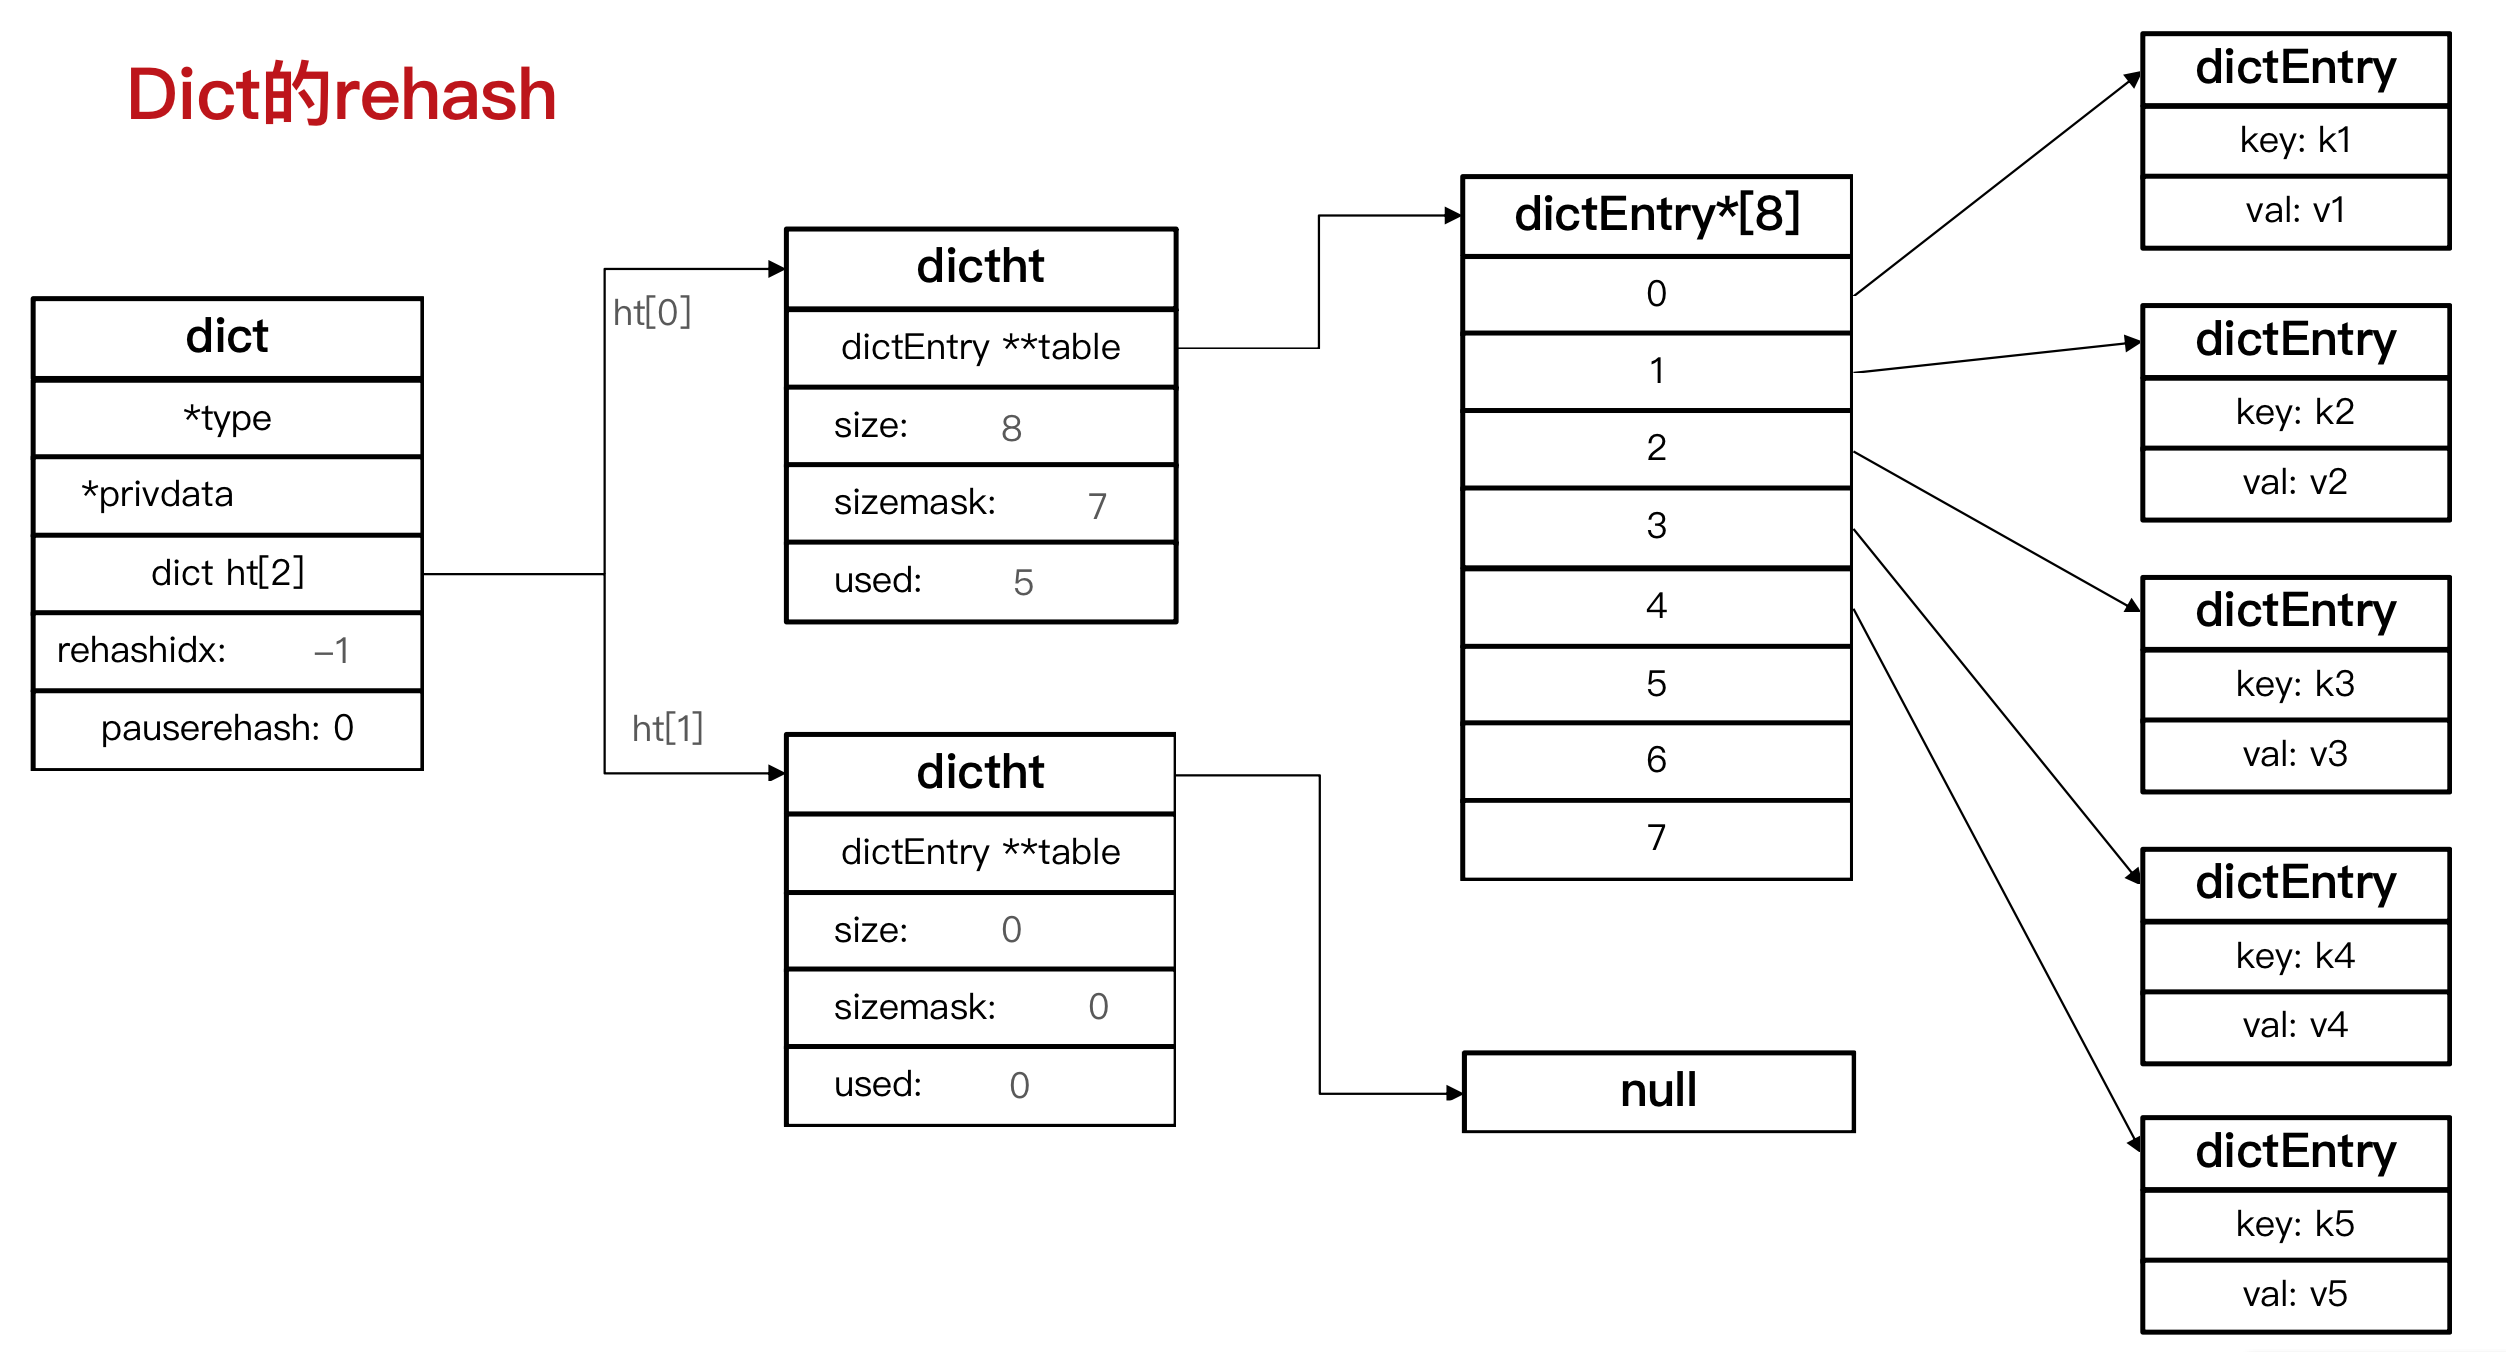 Dict的rehash
dict
*type
*privdata
dict ht[2]
rehashidx: -1
pauserehash: 0
ht[0]
ht[1]
dictht
dictEntry **table
size: 8
sizemask: 7
used: 5
dictht
dictEntry **table
size: 0
sizemask: 0
used: 0
dictEntry*[8]
0
1
2
3
4
5
6
7
null
dictEntry
key: k1
val: v1
dictEntry
key: k2
val: v2
dictEntry
key: k3
val: v3
dictEntry
key: k4
val: v4
dictEntry
key: k5
val: v5